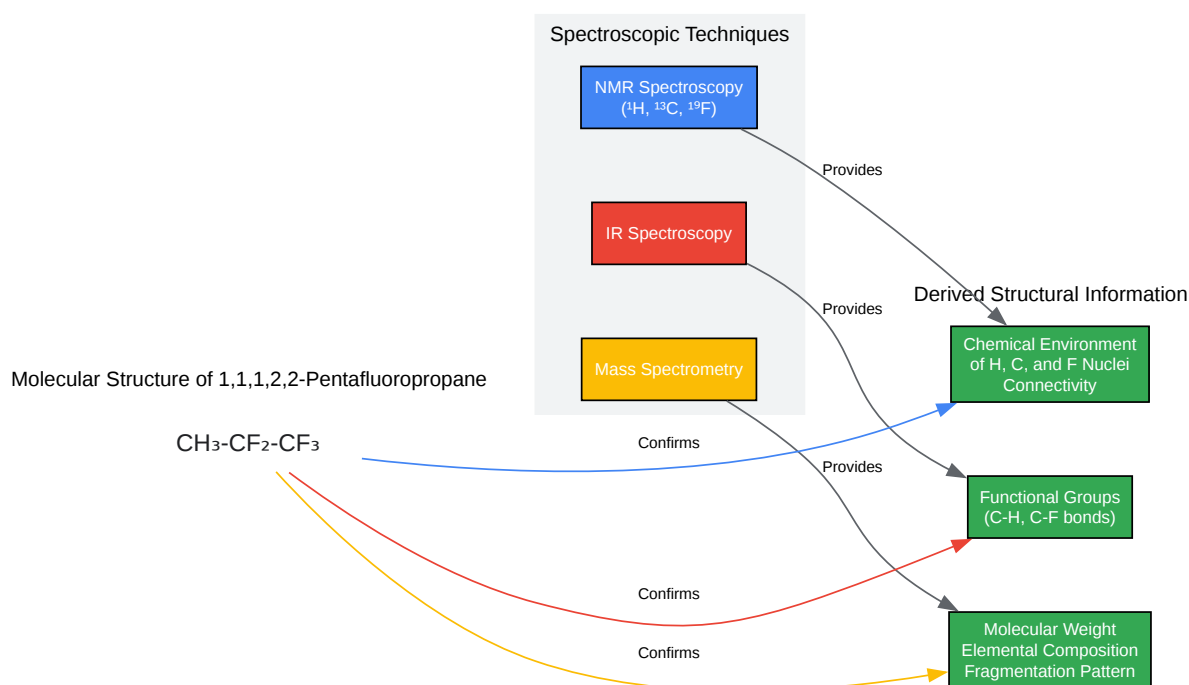 Spectroscopic Techniques
NMR Spectroscopy
(¹H, ¹³C, ¹⁹F)
Provides
IR Spectroscopy
Derived Structural Information
Provides
Chemical Environment
of H, C, and F Nuclei
Connectivity
Mass Spectrometry
Molecular Structure of 1,1,1,2,2-Pentafluoropropane
CH₃-CF₂-CF₃
Confirms
Provides
Functional Groups
(C-H, C-F bonds)
Confirms
Molecular Weight
Elemental Composition
Fragmentation Pattern
Confirms